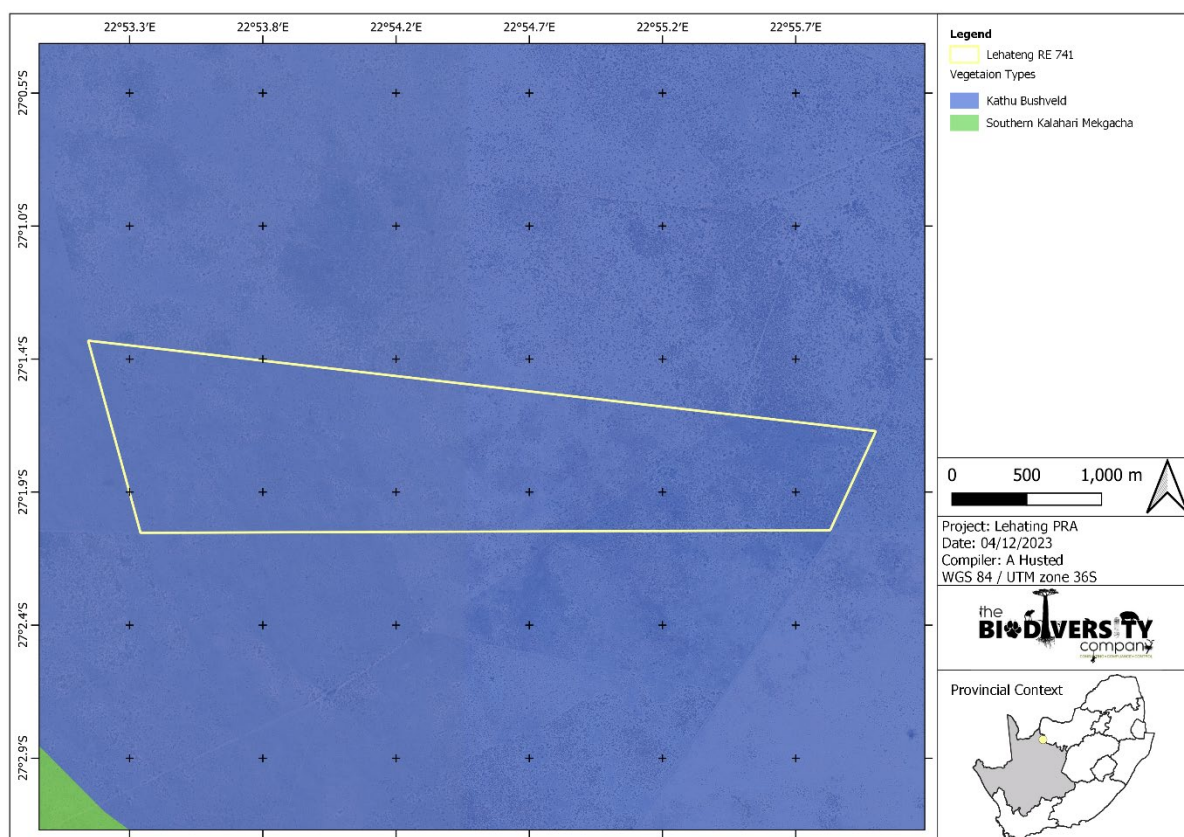 22°53.3'E 22°53.8'E 22°54.2'E 22°54.7'E 22°55.2'E 22°55.7'E
27°0.5'S
27°1.0'S
27°1.4'S
27°1.9'S
27°2.4'S
27°2.9'S
Legend
Lehateng RE 741
Vegetaion Types
Kathu Bushveld
Southern Kalahari Mekgacha
0 500 1,000 m
Project: Lehating PRA
Date: 04/12/2023
Compiler: A Husted
WGS 84 / UTM zone 36S
the
BIODIVERSITY
company
Provincial Context